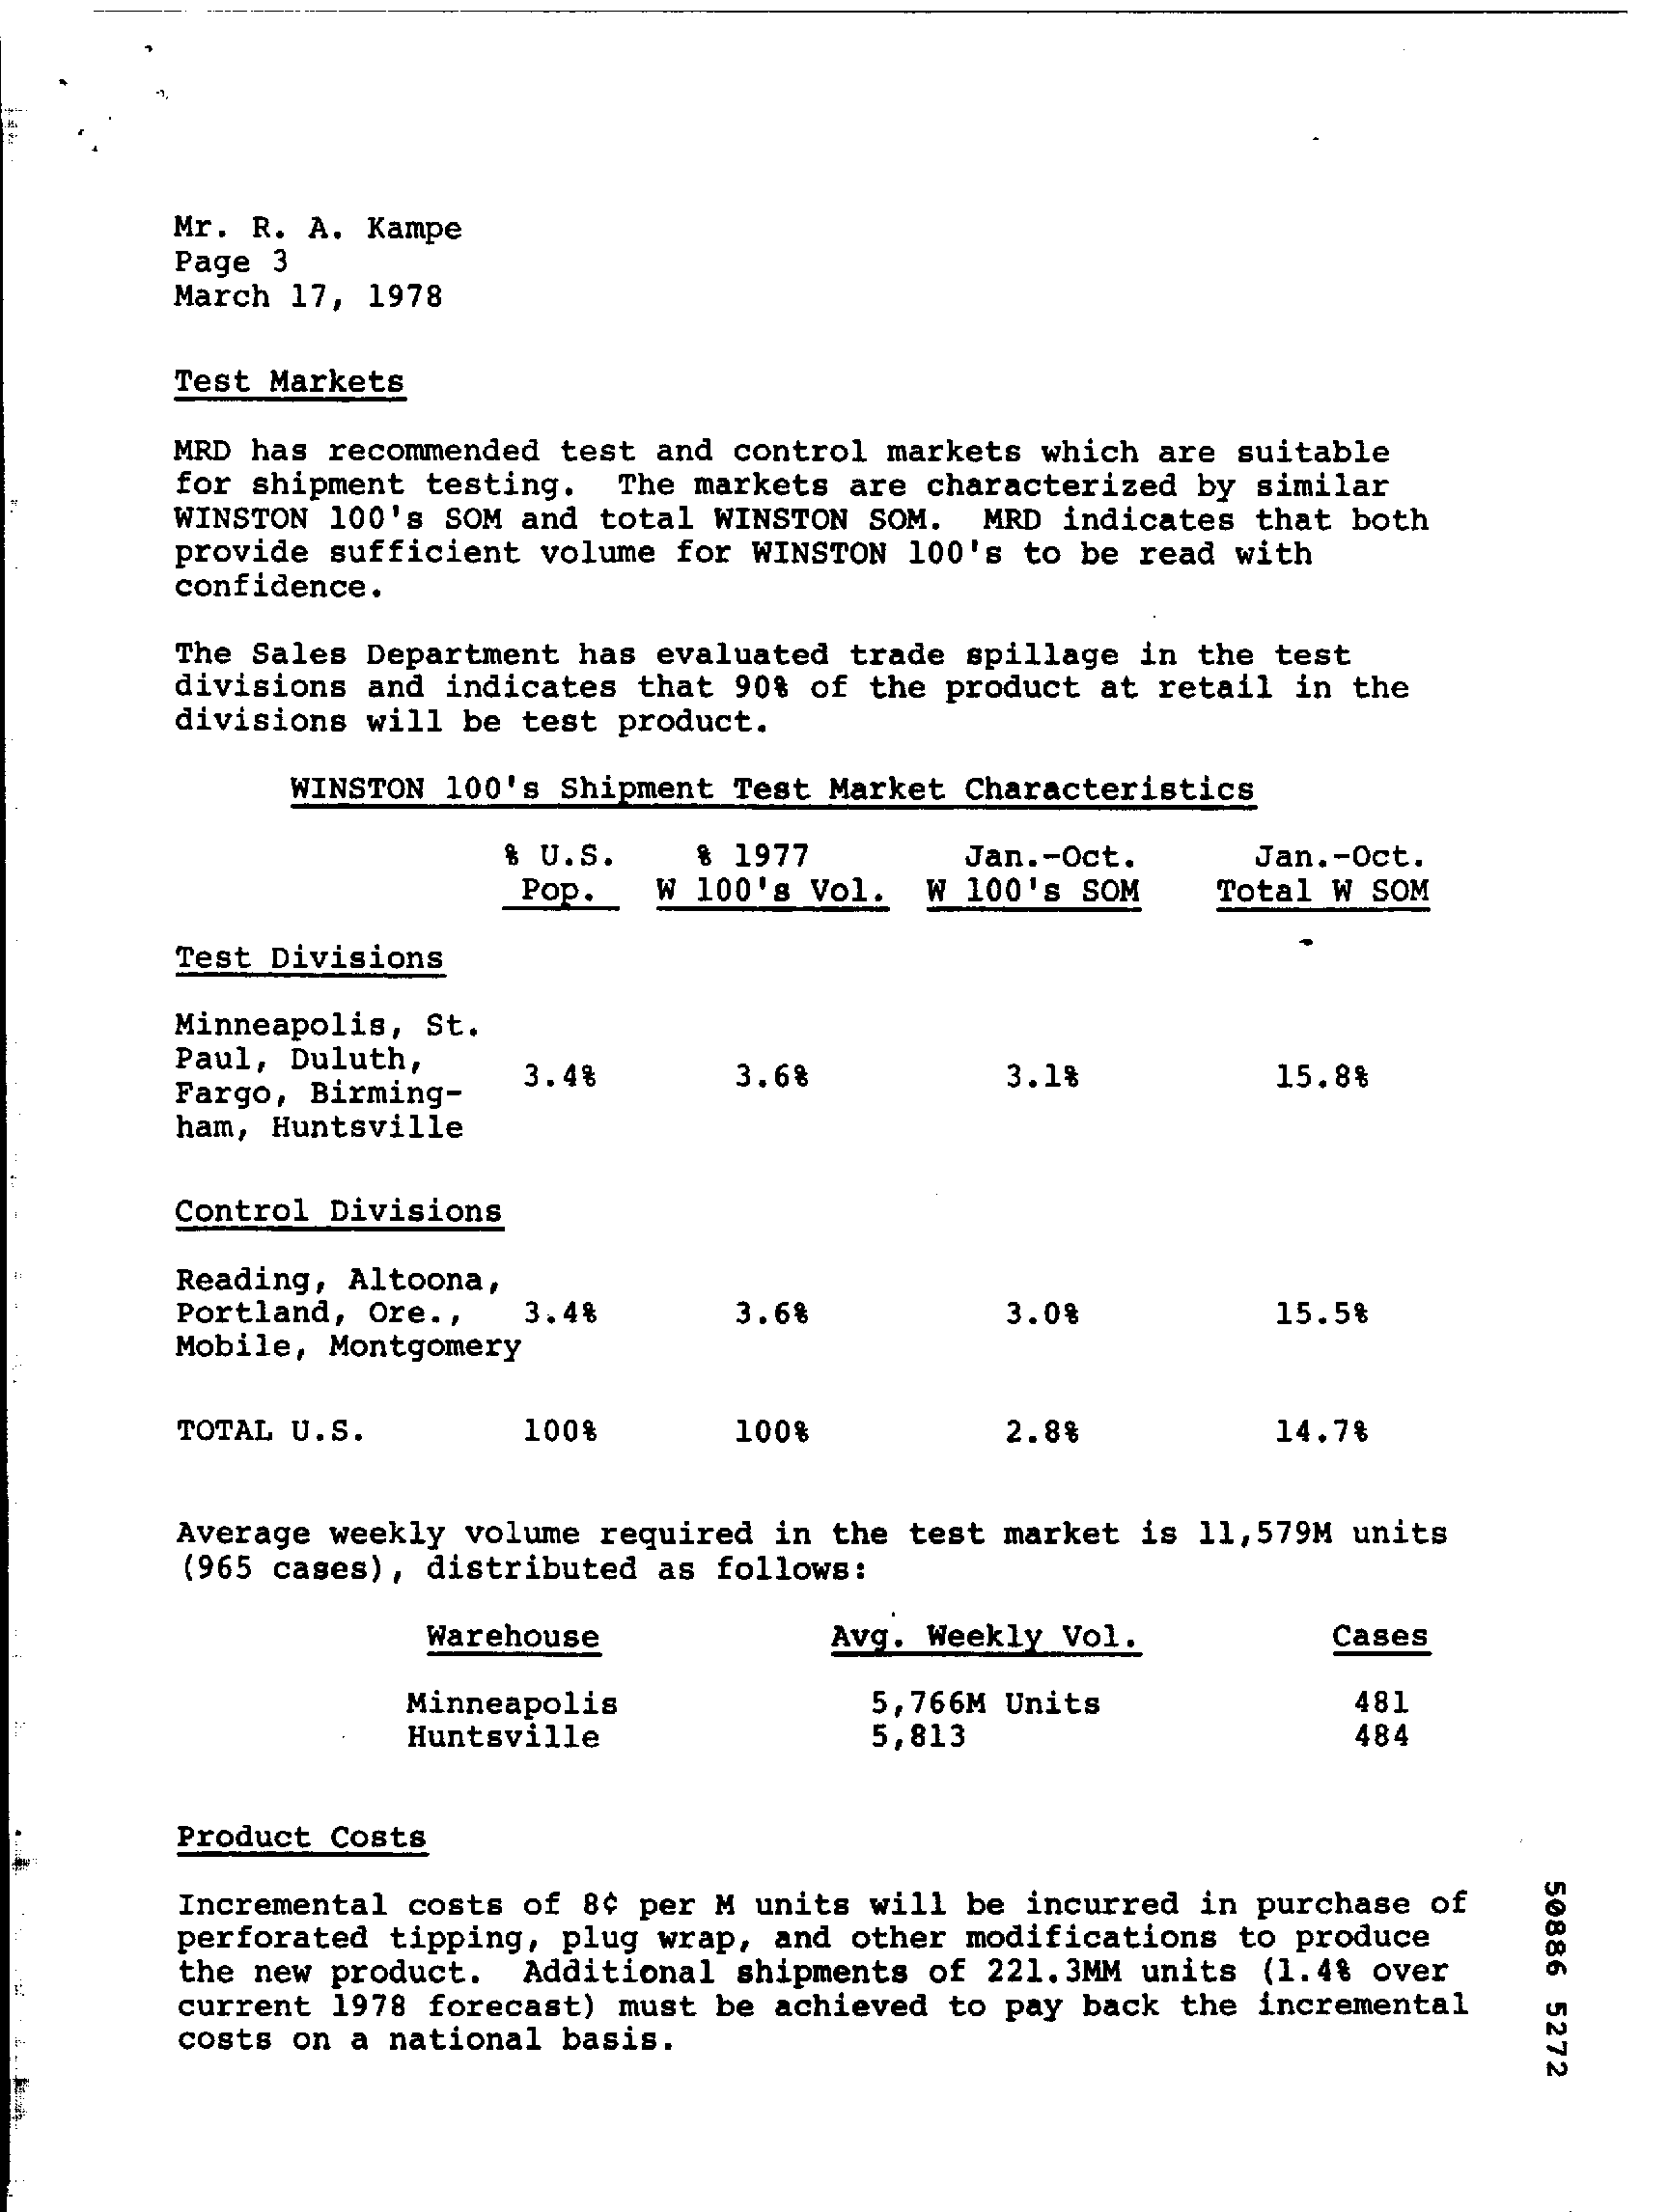 Mr. R. A. Kampe
Page 3
March 17, 1978
Test Markets
MRD has recommended test and control markets which are suitable
for shipment testing.  The markets are characterized by similar
WINSTON 100's SOM and total WINSTON SOM.  MRD indicates that both
provide sufficient volume for WINSTON 100's to be read with
confidence.
The Sales Department has evaluated trade spillage in the test
divisions and indicates that 90% of the product at retail in the
divisions will be test product.
WINSTON 100's Shipment Test Market Characteristics
% U.S.    % 1977    Jan.-Oct.    Jan.-Oct.
Pop.    W 100's Vol.    W 100's SOM    Total W SOM
Test Divisions
Minneapolis, St.
Paul, Duluth,
3.4%    3.6%    3.1%    15.8%
Fargo, Birming-
ham, Huntsville
Control Divisions
Reading, Altoona,
Portland, Ore.,    3.4%    3.6%    3.0%    15.5%
Mobile, Montgomery
TOTAL U.S.    100%    100%    2.8%    14.7%
Average weekly volume required in the test market is 11,579M units
(965 cases), distributed as follows:
Warehouse    Avg. Weekly Vol.    Cases
Minneapolis    5,766M Units    481
Huntsville    5,813    484
Product Costs
Incremental costs of 8¢ per M units will be incurred in purchase of
perforated tipping, plug wrap, and other modifications to produce
the new product.  Additional shipments of 221.3MM units (1.4% over
current 1978 forecast) must be achieved to pay back the incremental
costs on a national basis.
50886 5272